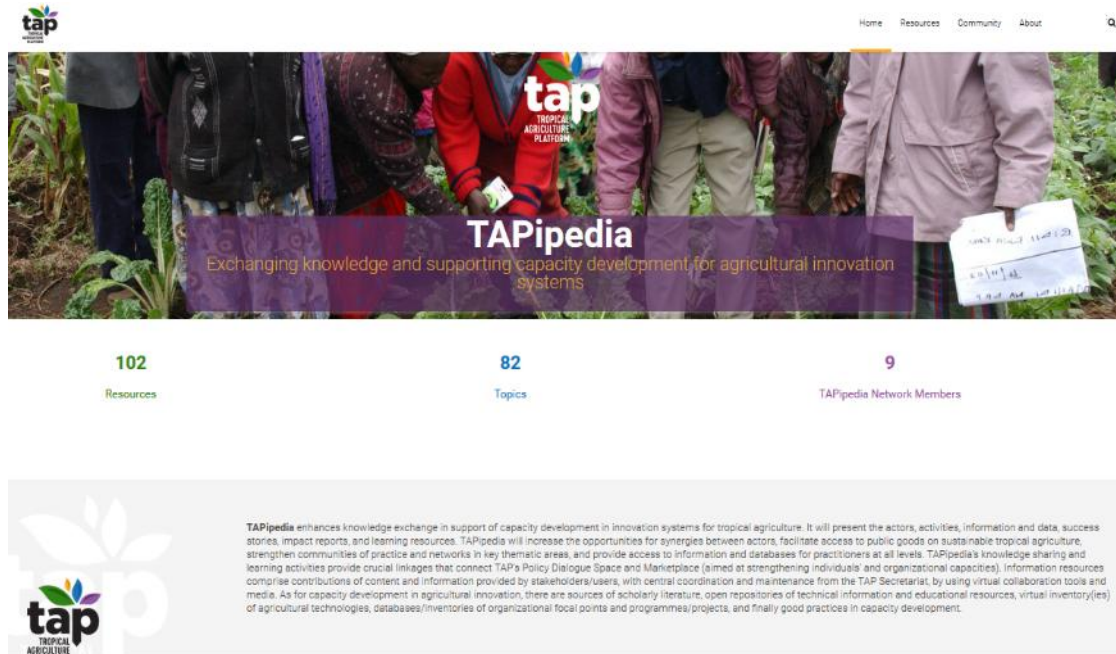 tap
TROPICAL
AGRICULTURE
PLATFORM
Home Resources Community About
tap
TROPICAL
AGRICULTURE
PLATFORM
TAPipedia
Exchanging knowledge and supporting capacity development for agricultural innovation
systems
102
Resources
82
Topics
9
TAPipedia Network Members
TAPipedia enhances knowledge exchange in support of capacity development in innovation systems for tropical agriculture. It will present the actors, activities, information and data, success
stories, impact reports, and learning resources. TAPipedia will increase the opportunities for synergies between actors, facilitate access to public goods on sustainable tropical agriculture,
strengthen communities of practice and networks in key thematic areas, and provide access to information and databases for practitioners at all levels. TAPipedia's knowledge sharing and
learning activities provide crucial linkages that connect TAP's Policy Dialogue Space and Marketplace (aimed at strengthening individuals' and organizational capacities). Information resources
comprise contributions of content and information provided by stakeholders/users, with central coordination and maintenance from the TAP Secretariat, by using virtual collaboration tools and
media. As for capacity development in agricultural innovation, there are sources of scholarly literature, open repositories of technical information and educational resources, virtual inventory(ies)
of agricultural technologies, databases/inventories of organizational focal points and programmes/projects, and finally good practices in capacity development.
tap
TROPICAL
AGRICULTURE